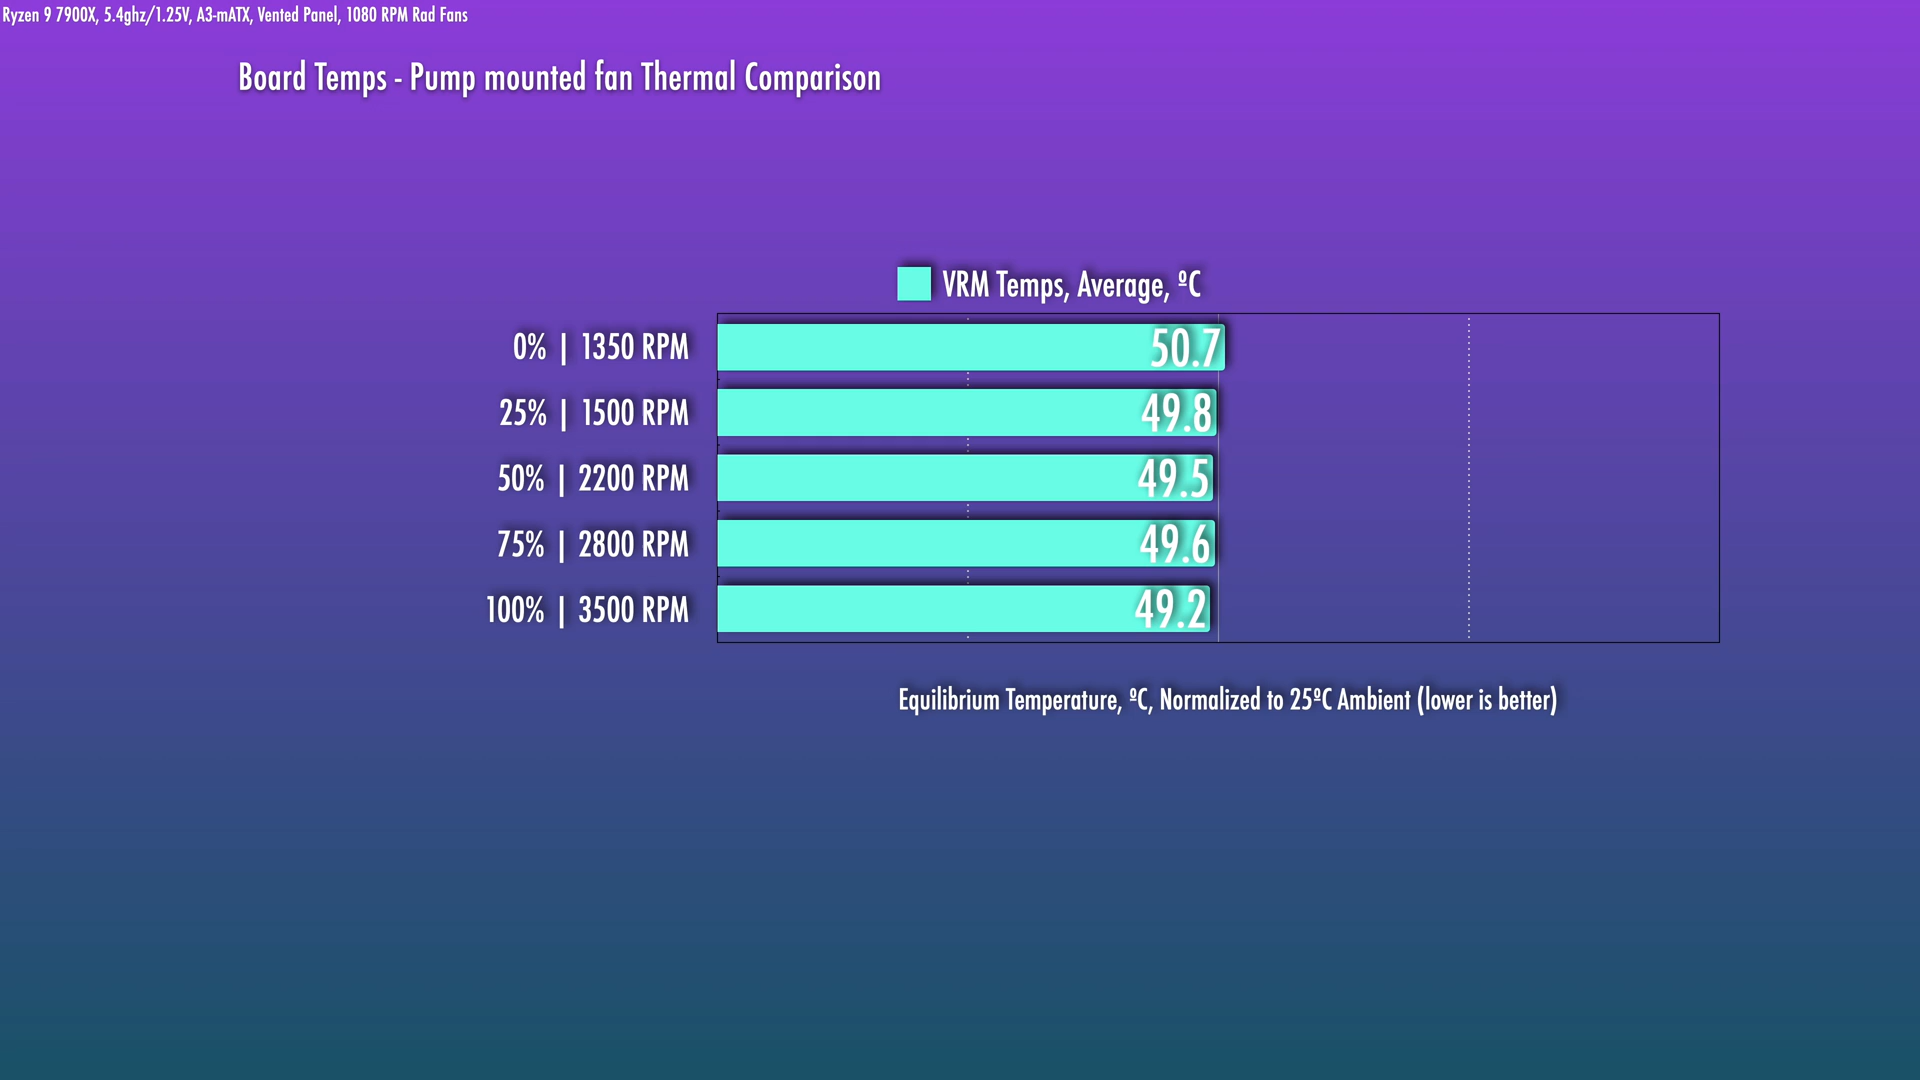 Ryzen 9 7900X, 5.4ghz/1.25V, A3-mATX, Vented Panel, 1080 RPM Rad Fans
Board Temps - Pump mounted fan Thermal Comparison
VRM Temps, Average, ºC
0% | 1350 RPM 50.7
25% | 1500 RPM 49.8
50% | 2200 RPM 49.5
75% | 2800 RPM 49.6
100% | 3500 RPM 49.2
Equilibrium Temperature, ºC, Normalized to 25ºC Ambient (lower is better)